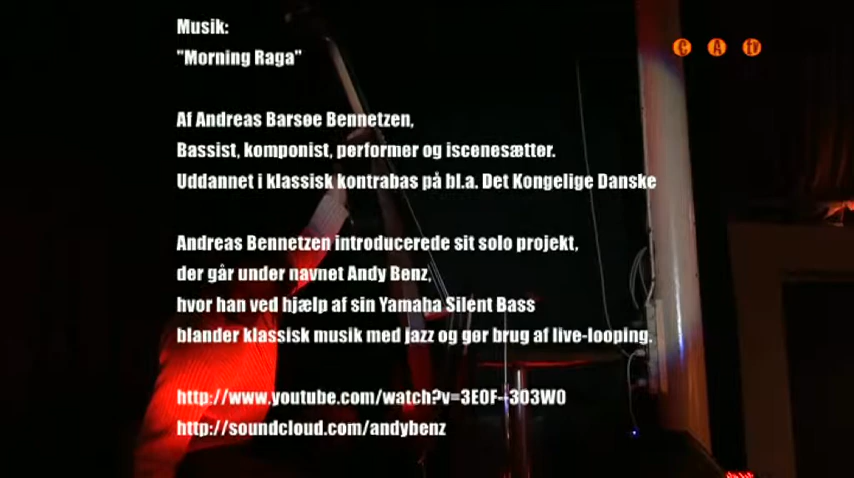 Musik:
"Morning Raga"
Af Andreas Barsøe Bennetzen,
Bassist, komponist, performer og iscenesætter.
Uddannet i klassisk kontrabas på bl.a. Det Kongelige Danske
Andreas Bennetzen introducerede sit solo projekt,
der går under navnet Andy Benz,
hvor han ved hjælp af sin Yamaha Silent Bass
blander klassisk musik med jazz og gør brug af live-looping.
http://www.youtube.com/watch?v=3E0F--303W0
http://soundcloud.com/andybenz
C A tv